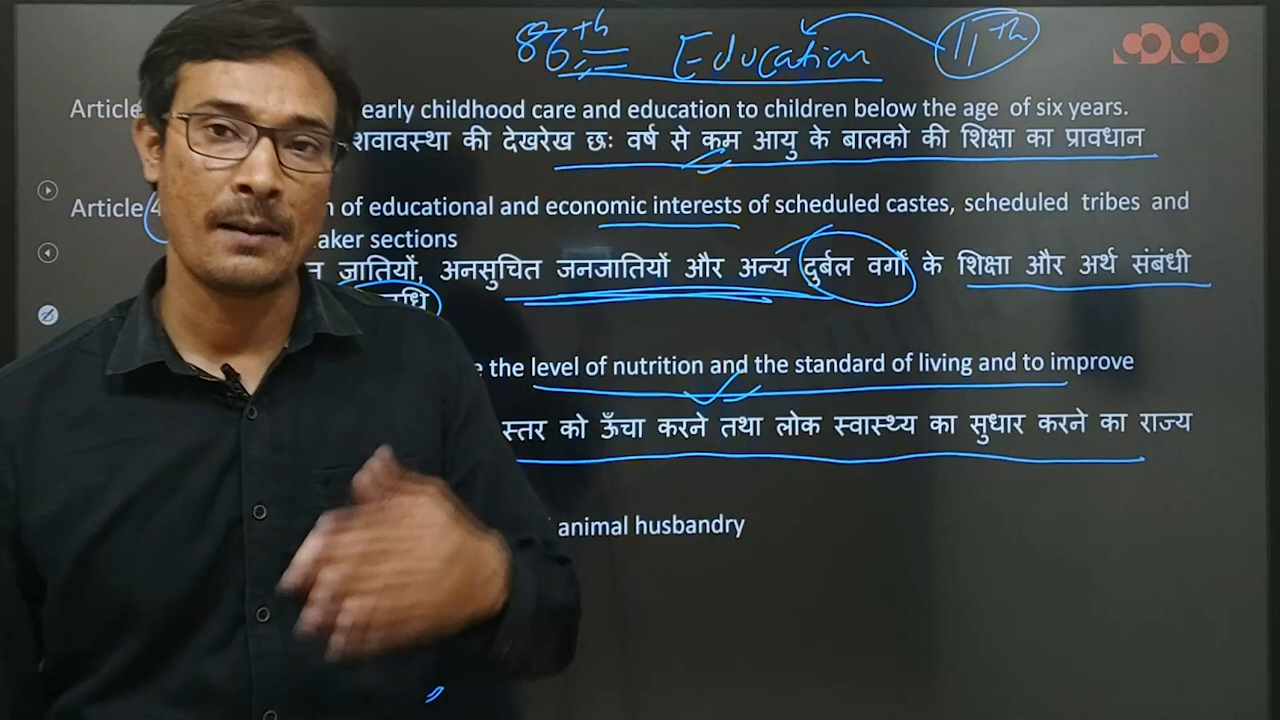 86th Education 11th
Article early childhood care and education to children below the age of six years.
शवावस्था की देखरेख छः वर्ष से कम आयु के बालको की शिक्षा का प्रावधान
Article 4 n of educational and economic interests of scheduled castes, scheduled tribes and
aker sections
त जातियों, अनसुचित जनजातियों और अन्य दुर्बल वर्गों के शिक्षा और अर्थ संबंधी
e the level of nutrition and the standard of living and to improve
स्तर को ऊँचा करने तथा लोक स्वास्थ्य का सुधार करने का राज्य
animal husbandry